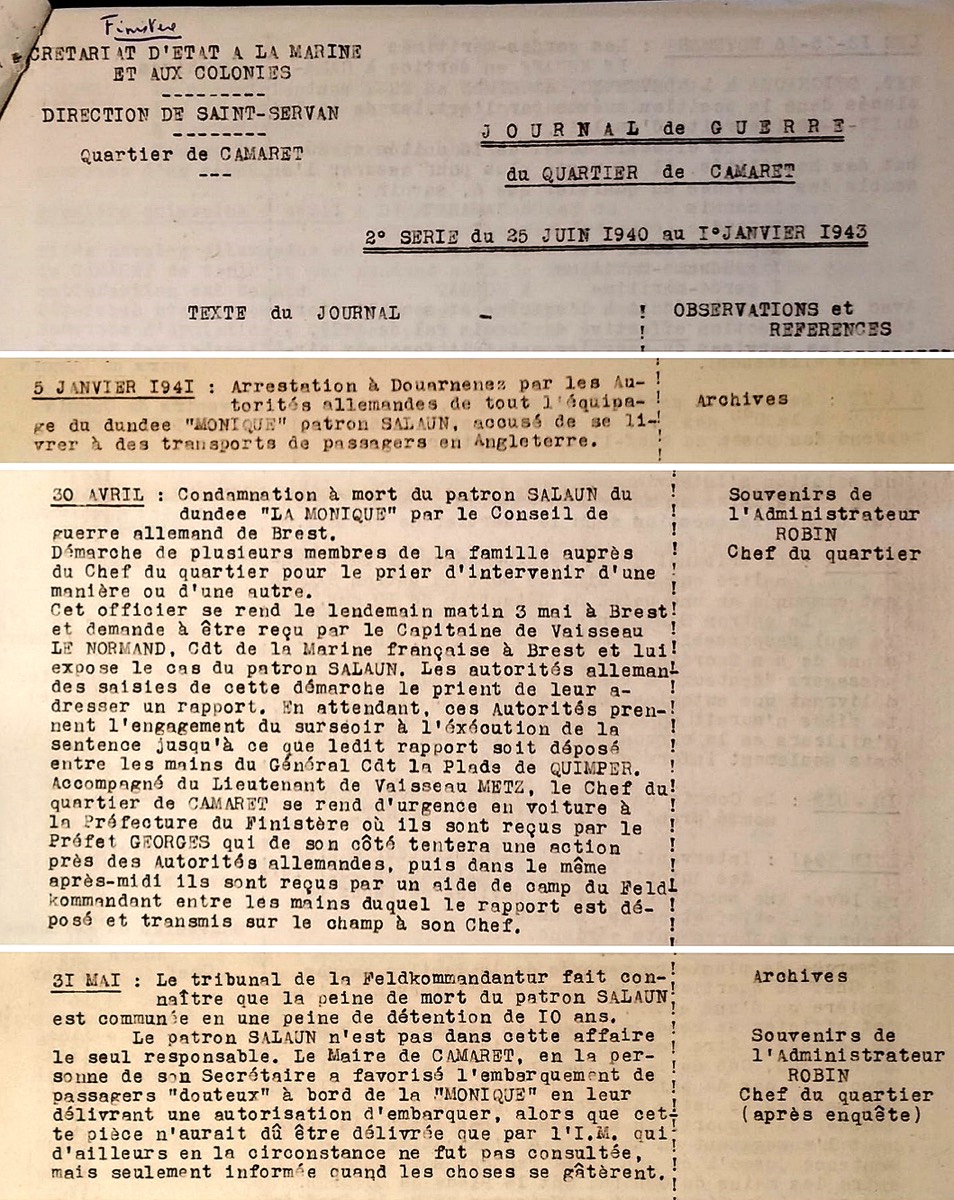 Finistère
CRETARIAT D'ETAT A LA MARINE
ET AUX COLONIES
---------
DIRECTION DE SAINT-SERVAN
--------
Quartier de CAMARET
---
JOURNAL de GUERRE-
du QUARTIER de CAMARET
2° SERIE du 25 JUIN I940 au I°JANVIER I943
TEXTE du JOURNAL - ! OBSERVATIONS et
! REFERENCES
5 JANVIER I94I : Arrestation à Douarnenez par les Au- !
torités allemandes de tout l'équipa- ! Archives
ge du dundee "MONIQUE" patron SALAUN, accusé de se li-!
vrer à des transports de passagers en Angleterre. !
30 AVRIL : Condamnation à mort du patron SALAUN du ! Souvenirs de
dundee "LA MONIQUE" par le Conseil de ! l'Administrateur
guerre allemand de Brest. ! ROBIN
Démarche de plusieurs membres de la famille auprès ! Chef du quartier
du Chef du quartier pour le prier d'intervenir d'une !
manière ou d'une autre. !
Cet officier se rend le lendemain matin 3 mai à Brest!
et demande à être reçu par le Capitaine de Vaisseau !
LE NORMAND, Cdt de la Marine française à Brest et lui!
expose le cas du patron SALAUN. Les autorités alleman-!
des saisies de cette démarche le prient de leur a- !
dresser un rapport. En attendant, ces Autorités pren-!
nent l'engagement du surseoir à l'éxécution de la !
sentence jusqu'à ce que ledit rapport soit déposé !
entre les mains du Général Cdt la Plade de QUIMPER. !
Accompagné du Lieutenant de Vaisseau METZ, le Chef du!
quartier de CAMARET se rend d'urgence en voiture à !
la Préfecture du Finistère où ils sont reçus par le !
Préfet GEORGES qui de son côté tentera une action !
près des Autorités allemandes, puis dans le même !
après-midi ils sont reçus par un aide de camp du Feld-!
kommandant entre les mains duquel le rapport est dé- !
posé et transmis sur le champ à son Chef. !
3I MAI : Le tribunal de la Feldkommandantur fait con-! Archives
naître que la peine de mort du patron SALAUN!
est communée en une peine de détention de I0 ans. !
Le patron SALAUN n'est pas dans cette affaire ! Souvenirs de
le seul responsable. Le Maire de CAMARET, en la per- ! l'Administrateur
sonne de son Secrétaire a favorisé l'embarquement de ! ROBIN
passagers "douteux" à bord de la "MONIQUE" en leur ! Chef du quartier
délivrant une autorisation d'embarquer, alors que cet-! (après enquête)
te pièce n'aurait dû être délivrée que par l'I.M. qui!
d'ailleurs en la circonstance ne fut pas consultée, !
mais seulement informée quand les choses se gâtèrent.!